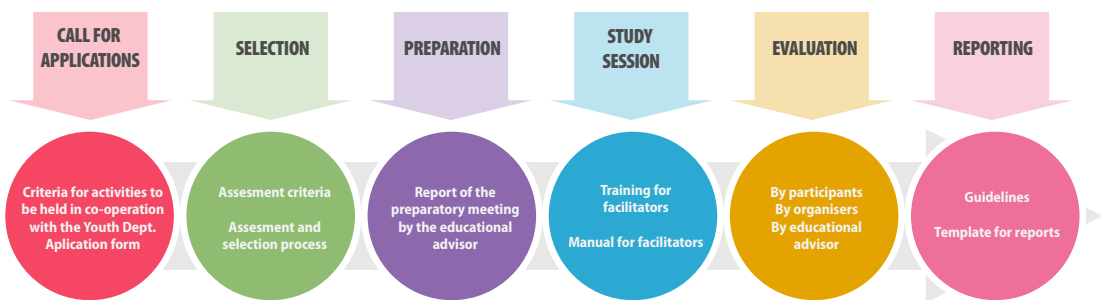 CALL FOR
APPLICATIONS
SELECTION
PREPARATION
STUDY
SESSION
EVALUATION
REPORTING
Criteria for activities to
be held in co-operation
with the Youth Dept.
Aplication form
Assesment criteria
Assesment and
selection process
Report of the
preparatory meeting
by the educational
advisor
Training for
facilitators
Manual for facilitators
By participants
By organisers
By educational
advisor
Guidelines
Template for reports